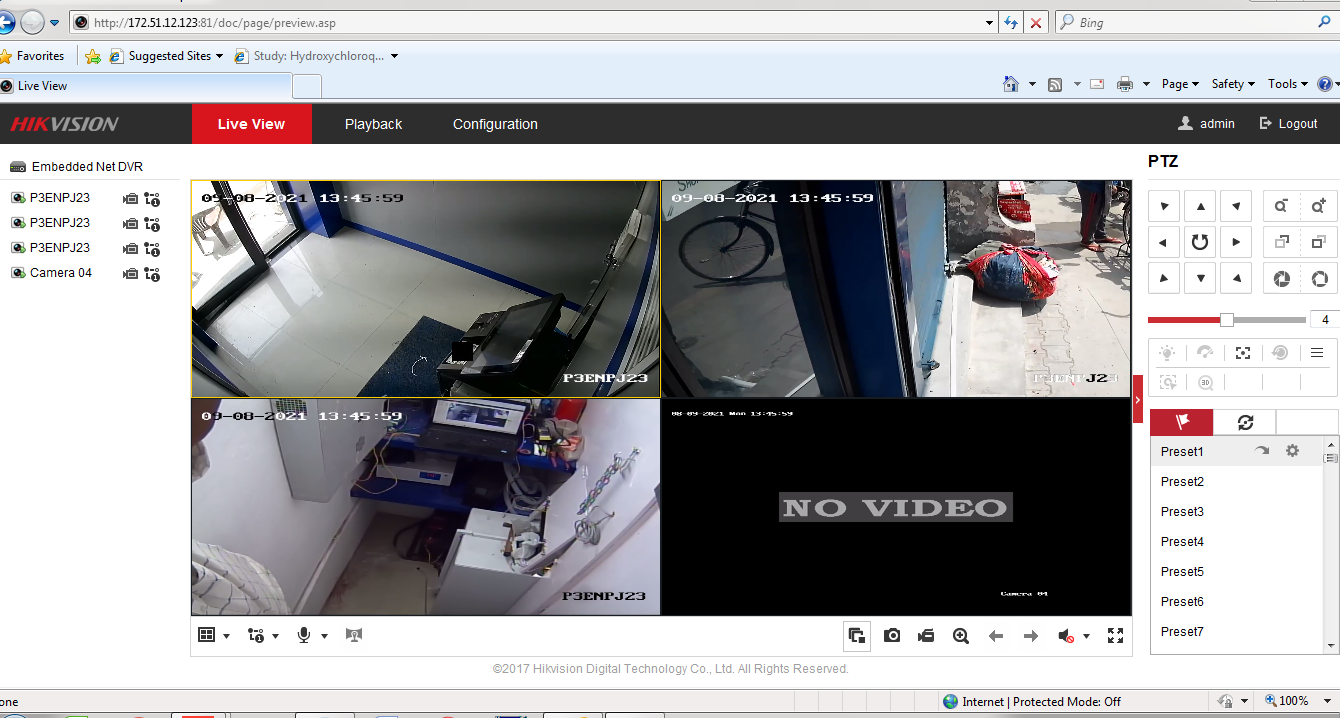 http://172.51.12.123:81/doc/page/preview.asp
Bing
Favorites
Suggested Sites
Study: Hydroxychloroq...
Live View
Page
Safety
Tools
HIKVISION
Live View
Playback
Configuration
admin
Logout
Embedded Net DVR
P3ENPJ23
P3ENPJ23
P3ENPJ23
Camera 04
09-08-2021 13:45:59
P3ENPJ23
09-08-2021 13:45:59
P3ENPJ23
09-08-2021 13:45:59
P3ENPJ23
08-09-2021 Mon 13:45:59
NO VIDEO
Camera 04
PTZ
4
3D
Preset1
Preset2
Preset3
Preset4
Preset5
Preset6
Preset7
©2017 Hikvision Digital Technology Co., Ltd. All Rights Reserved.
one
Internet | Protected Mode: Off
100%